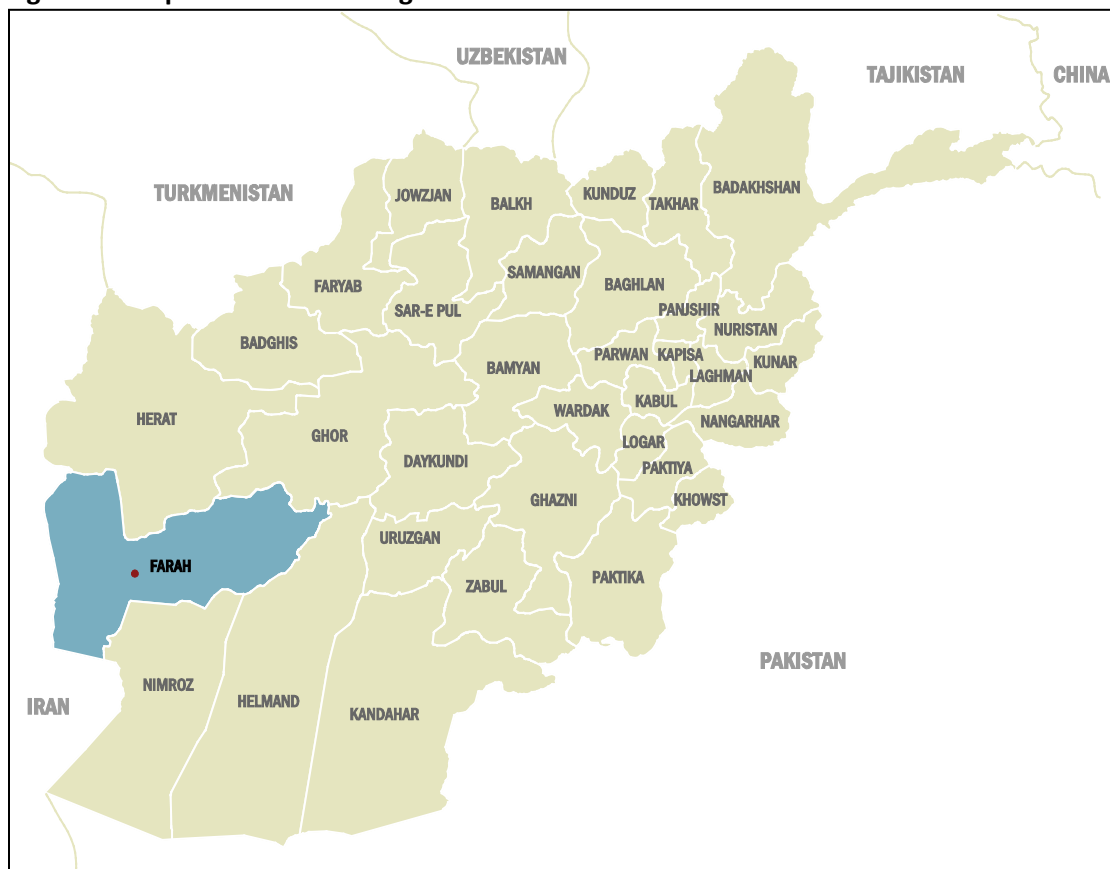 UZBEKISTAN
TAJIKISTAN
CHINA
TURKMENISTAN
JOWZJAN
BALKH
KUNDUZ
TAKHAR
BADAKHSHAN
FARYAB
SAMANGAN
BAGHLAN
SAR-E PUL
PANJSHIR
NURISTAN
BADGHIS
BAMYAN
PARWAN
KAPISA
KUNAR
LAGHMAN
HERAT
WARDAK
KABUL
NANGARHAR
GHOR
LOGAR
DAYKUNDI
PAKTIYA
GHAZNI
KHOWST
URUZGAN
FARAH
ZABUL
PAKTIKA
PAKISTAN
NIMROZ
HELMAND
IRAN
KANDAHAR